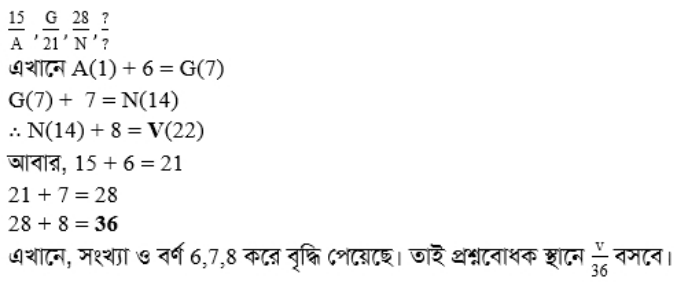 15/A , G/21 , 28/N , ?/?
এখানে A(1) + 6 = G(7)
G(7) + 7 = N(14)
∴ N(14) + 8 = V(22)
আবার, 15 + 6 = 21
21 + 7 = 28
28 + 8 = 36
এখানে, সংখ্যা ও বর্ণ 6,7,8 করে বৃদ্ধি পেয়েছে। তাই প্রশ্নবোধক স্থানে V/36 বসবে।